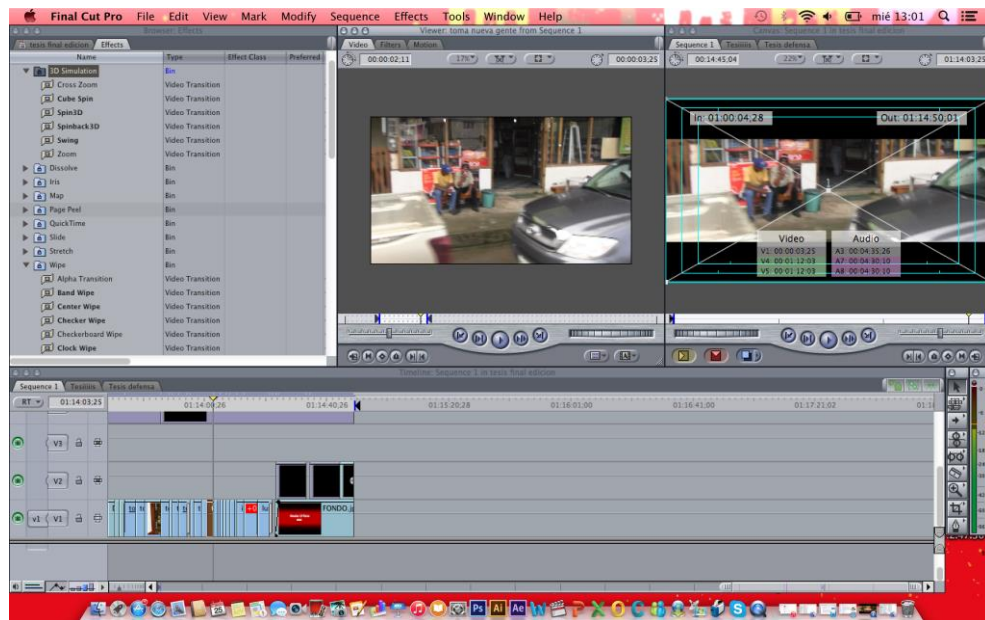 Final Cut Pro File Edit View Mark Modify Sequence Effects Tools Window Help mié 13:01
Browser: Effects
tesis final edicion Effects
Name Type Effect Class Preferred
3D Simulation Bin
Cross Zoom Video Transition
Cube Spin Video Transition
Spin3D Video Transition
Spinback3D Video Transition
Swing Video Transition
Zoom Video Transition
Dissolve Bin
Iris Bin
Map Bin
Page Peel Bin
QuickTime Bin
Slide Bin
Stretch Bin
Wipe Bin
Alpha Transition Video Transition
Band Wipe Video Transition
Center Wipe Video Transition
Checker Wipe Video Transition
Checkerboard Wipe Video Transition
Clock Wipe Video Transition
Viewer: toma nueva gente from Sequence 1
Video Filters Motion
00:00:02;11 17% 00:00:03;25
Canvas: Sequence 1 in tesis final edicion
Sequence 1 Tesiiiis Tesis defensa
00:14:45;04 22% 01:14:03;25
In: 01:00:04;28 Out: 01:14:50;01
Video Audio
V1: 00:00:03;25 A3: 00:04:35;26
V4: 00:01:12;03 A7: 00:04:30;10
V5: 00:01:12;03 A8: 00:04:30;10
Timeline: Sequence 1 in tesis final edicion
Sequence 1 Tesiiiis Tesis defensa
RT 01:14:03;25 01:14:00;26 01:14:40;26 01:15:20;28 01:16:01;00 01:16:41;00 01:17:21;02
V3
V2
v1 V1 FONDO.j
Ps Ai Ae